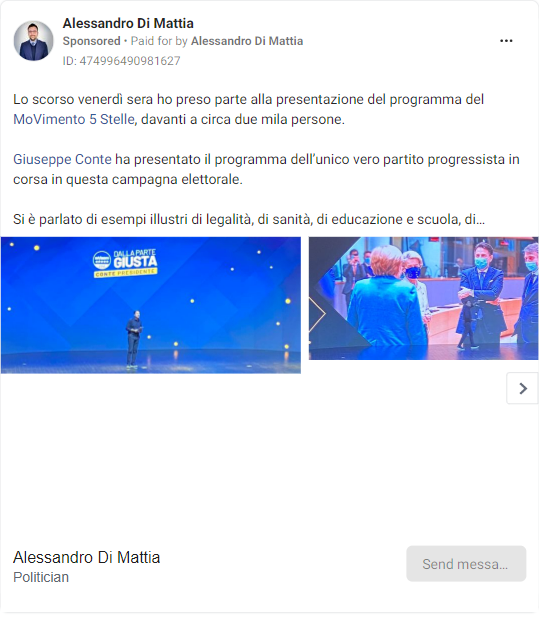 Alessandro Di Mattia
Sponsored • Paid for by Alessandro Di Mattia
ID: 474996490981627
Lo scorso venerdì sera ho preso parte alla presentazione del programma del
MoVimento 5 Stelle, davanti a circa due mila persone.
Giuseppe Conte ha presentato il programma dell’unico vero partito progressista in
corsa in questa campagna elettorale.
Si è parlato di esempi illustri di legalità, di sanità, di educazione e scuola, di...
DALLA PARTE
GIUSTA
CONTE PRESIDENTE
Alessandro Di Mattia
Politician
Send messa...